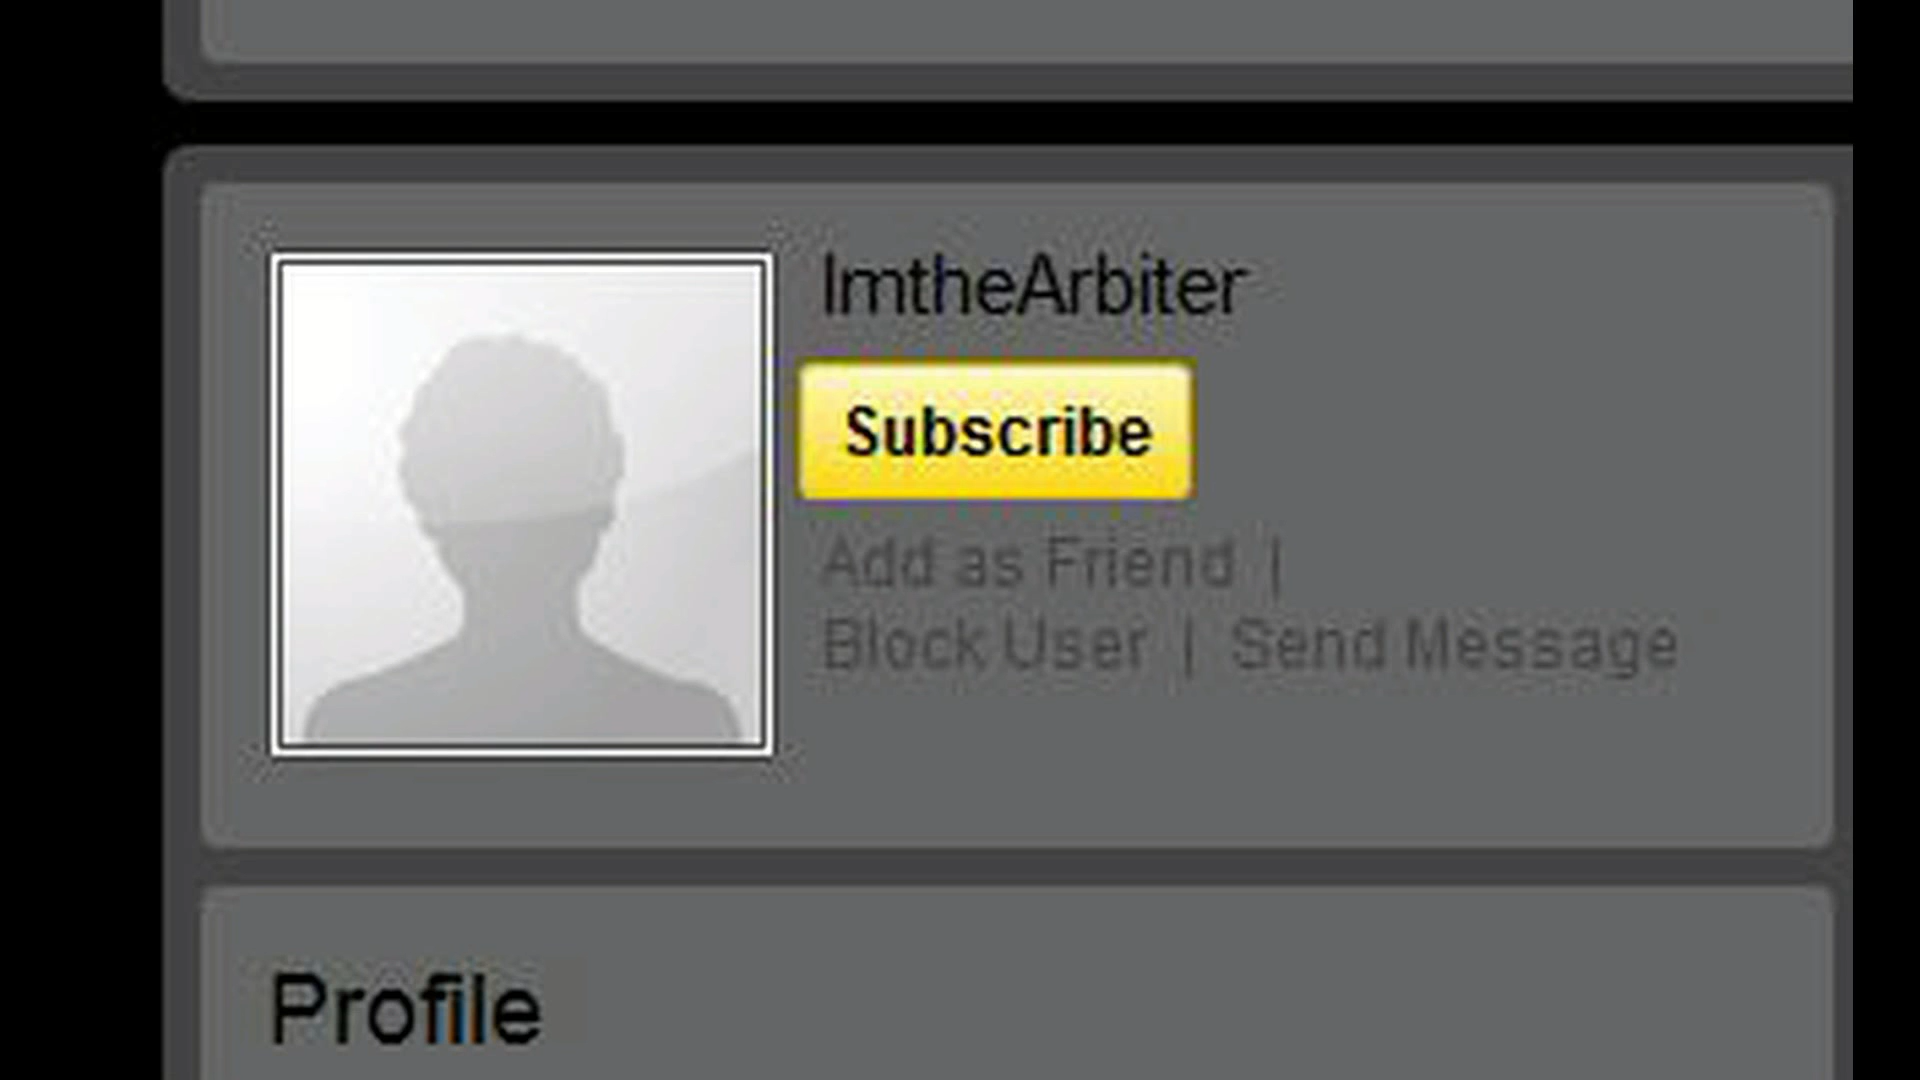 ImtheArbiter
Subscribe
Add as Friend |
Block User | Send Message
Profile